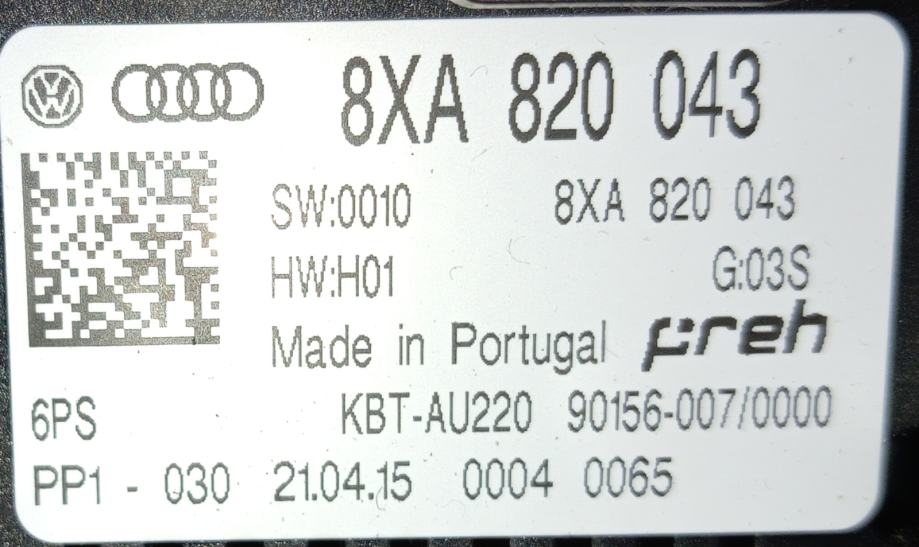 8XA 820 043
SW:0010 8XA 820 043
HW:H01 G:03S
Made in Portugal preh
6PS KBT-AU220 90156-007/0000
PP1 - 030 21.04.15 0004 0065